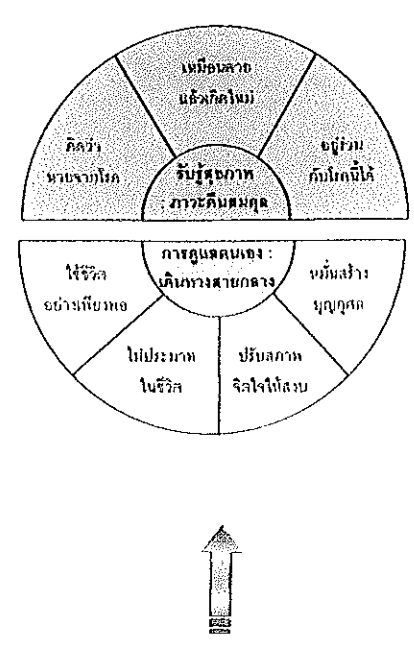 เหมือนตาย
แล้วเกิดใหม่
คิดว่า
หายจากโรค
อยู่ร่วม
กับโรคนี้ได้
รับรู้สุขภาพ
: ภาวะคืนสมดุล
การดูแลตนเอง :
เดินทางสายกลาง
ใช้ชีวิต
อย่างเพียงพอ
หมั่นสร้าง
บุญกุศล
ไม่ประมาท
ในชีวิต
ปรับสภาพ
จิตใจให้สงบ